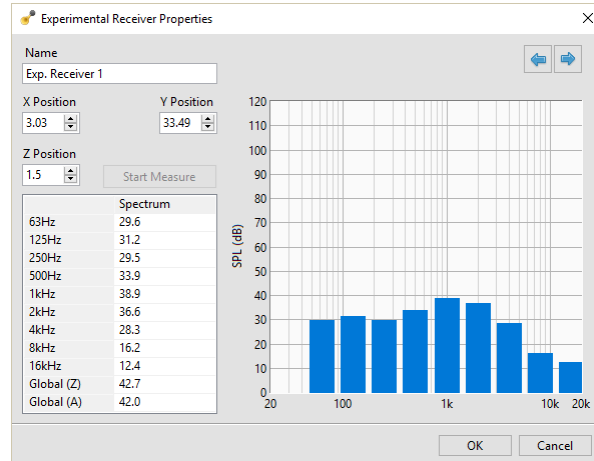 Experimental Receiver Properties
Name
Exp. Receiver 1
X Position
Y Position
3.03
33.49
Z Position
1.5
Start Measure
Spectrum
63Hz 29.6
125Hz 31.2
250Hz 29.5
500Hz 33.9
1kHz 38.9
2kHz 36.6
4kHz 28.3
8kHz 16.2
16kHz 12.4
Global (Z) 42.7
Global (A) 42.0
SPL (dB)
120
110
100
90
80
70
60
50
40
30
20
10
0
20 100 1k 10k 20k
OK
Cancel